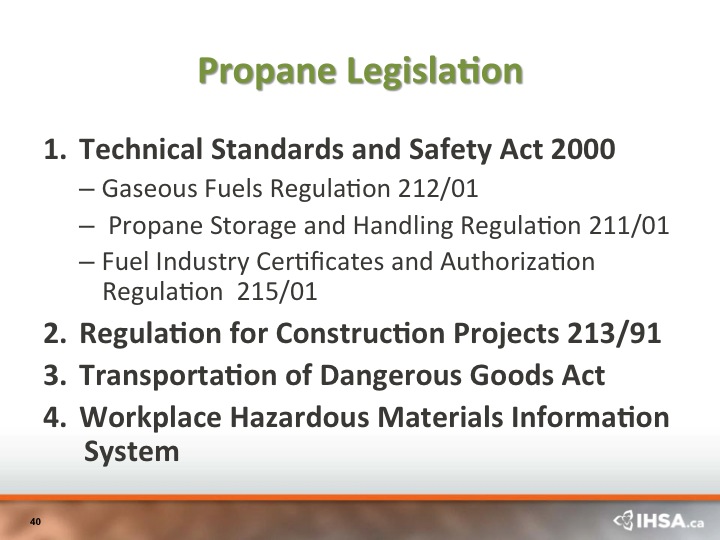 Propane Legislation
1. Technical Standards and Safety Act 2000
– Gaseous Fuels Regulation 212/01
– Propane Storage and Handling Regulation 211/01
– Fuel Industry Certificates and Authorization
Regulation 215/01
2. Regulation for Construction Projects 213/91
3. Transportation of Dangerous Goods Act
4. Workplace Hazardous Materials Information
System
40
IHSA.ca